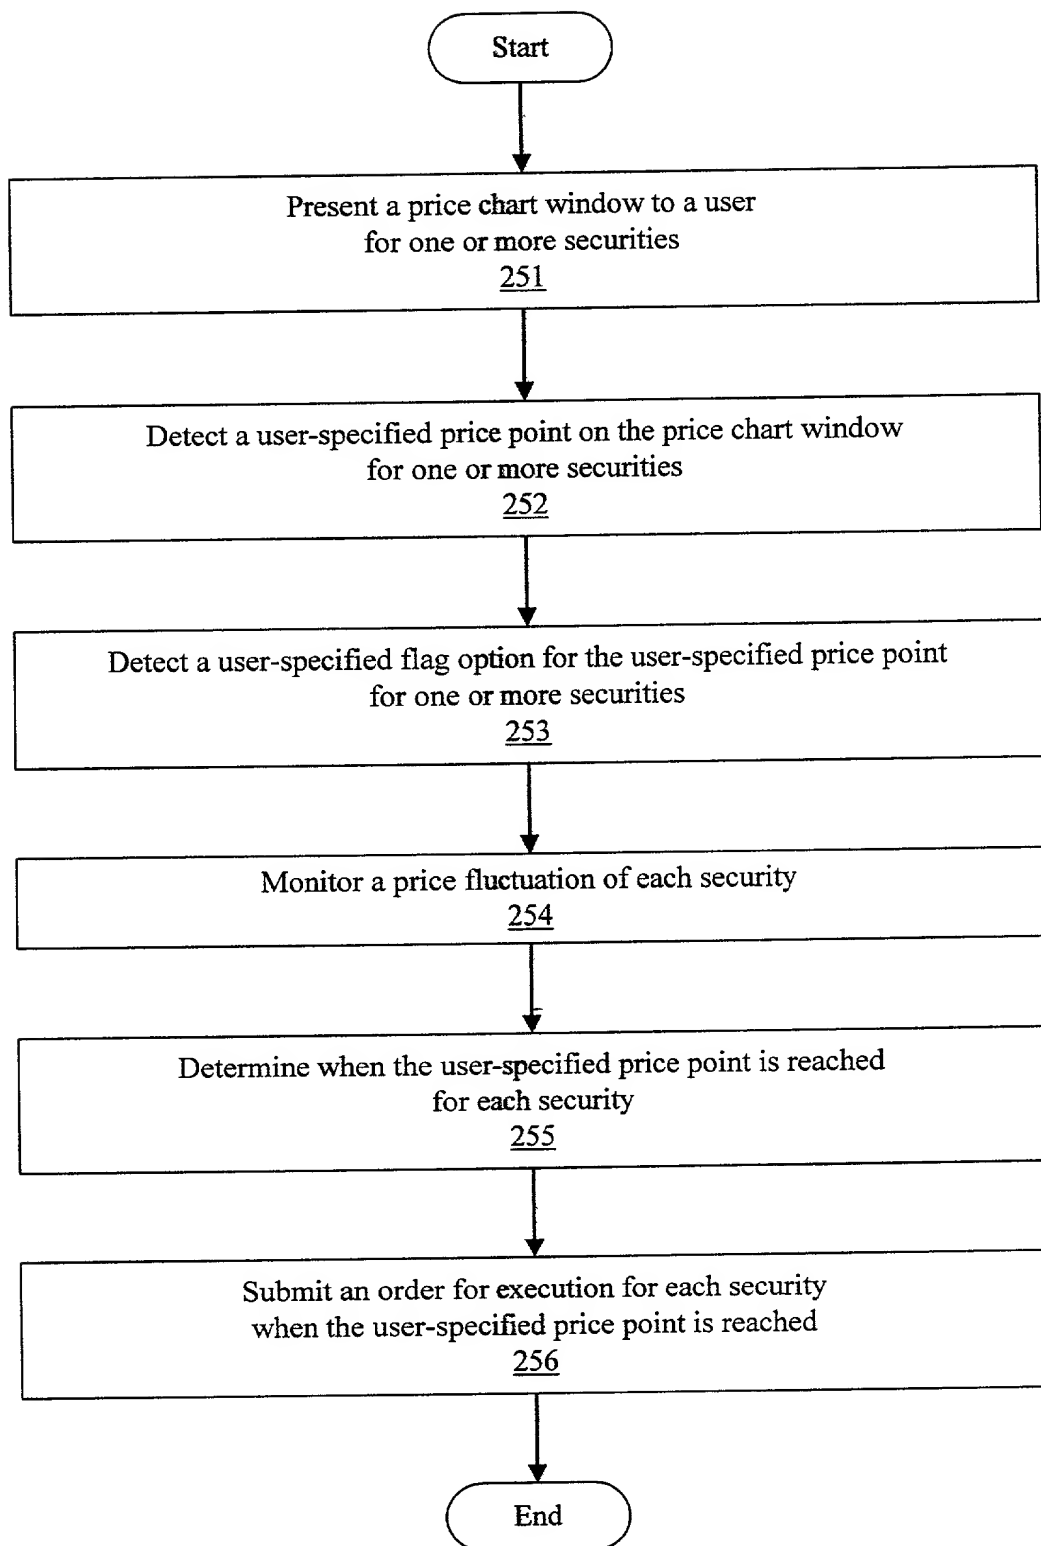 Start
Present a price chart window to a user
for one or more securities
251
Detect a user-specified price point on the price chart window
for one or more securities
252
Detect a user-specified flag option for the user-specified price point
for one or more securities
253
Monitor a price fluctuation of each security
254
Determine when the user-specified price point is reached
for each security
255
Submit an order for execution for each security
when the user-specified price point is reached
256
End